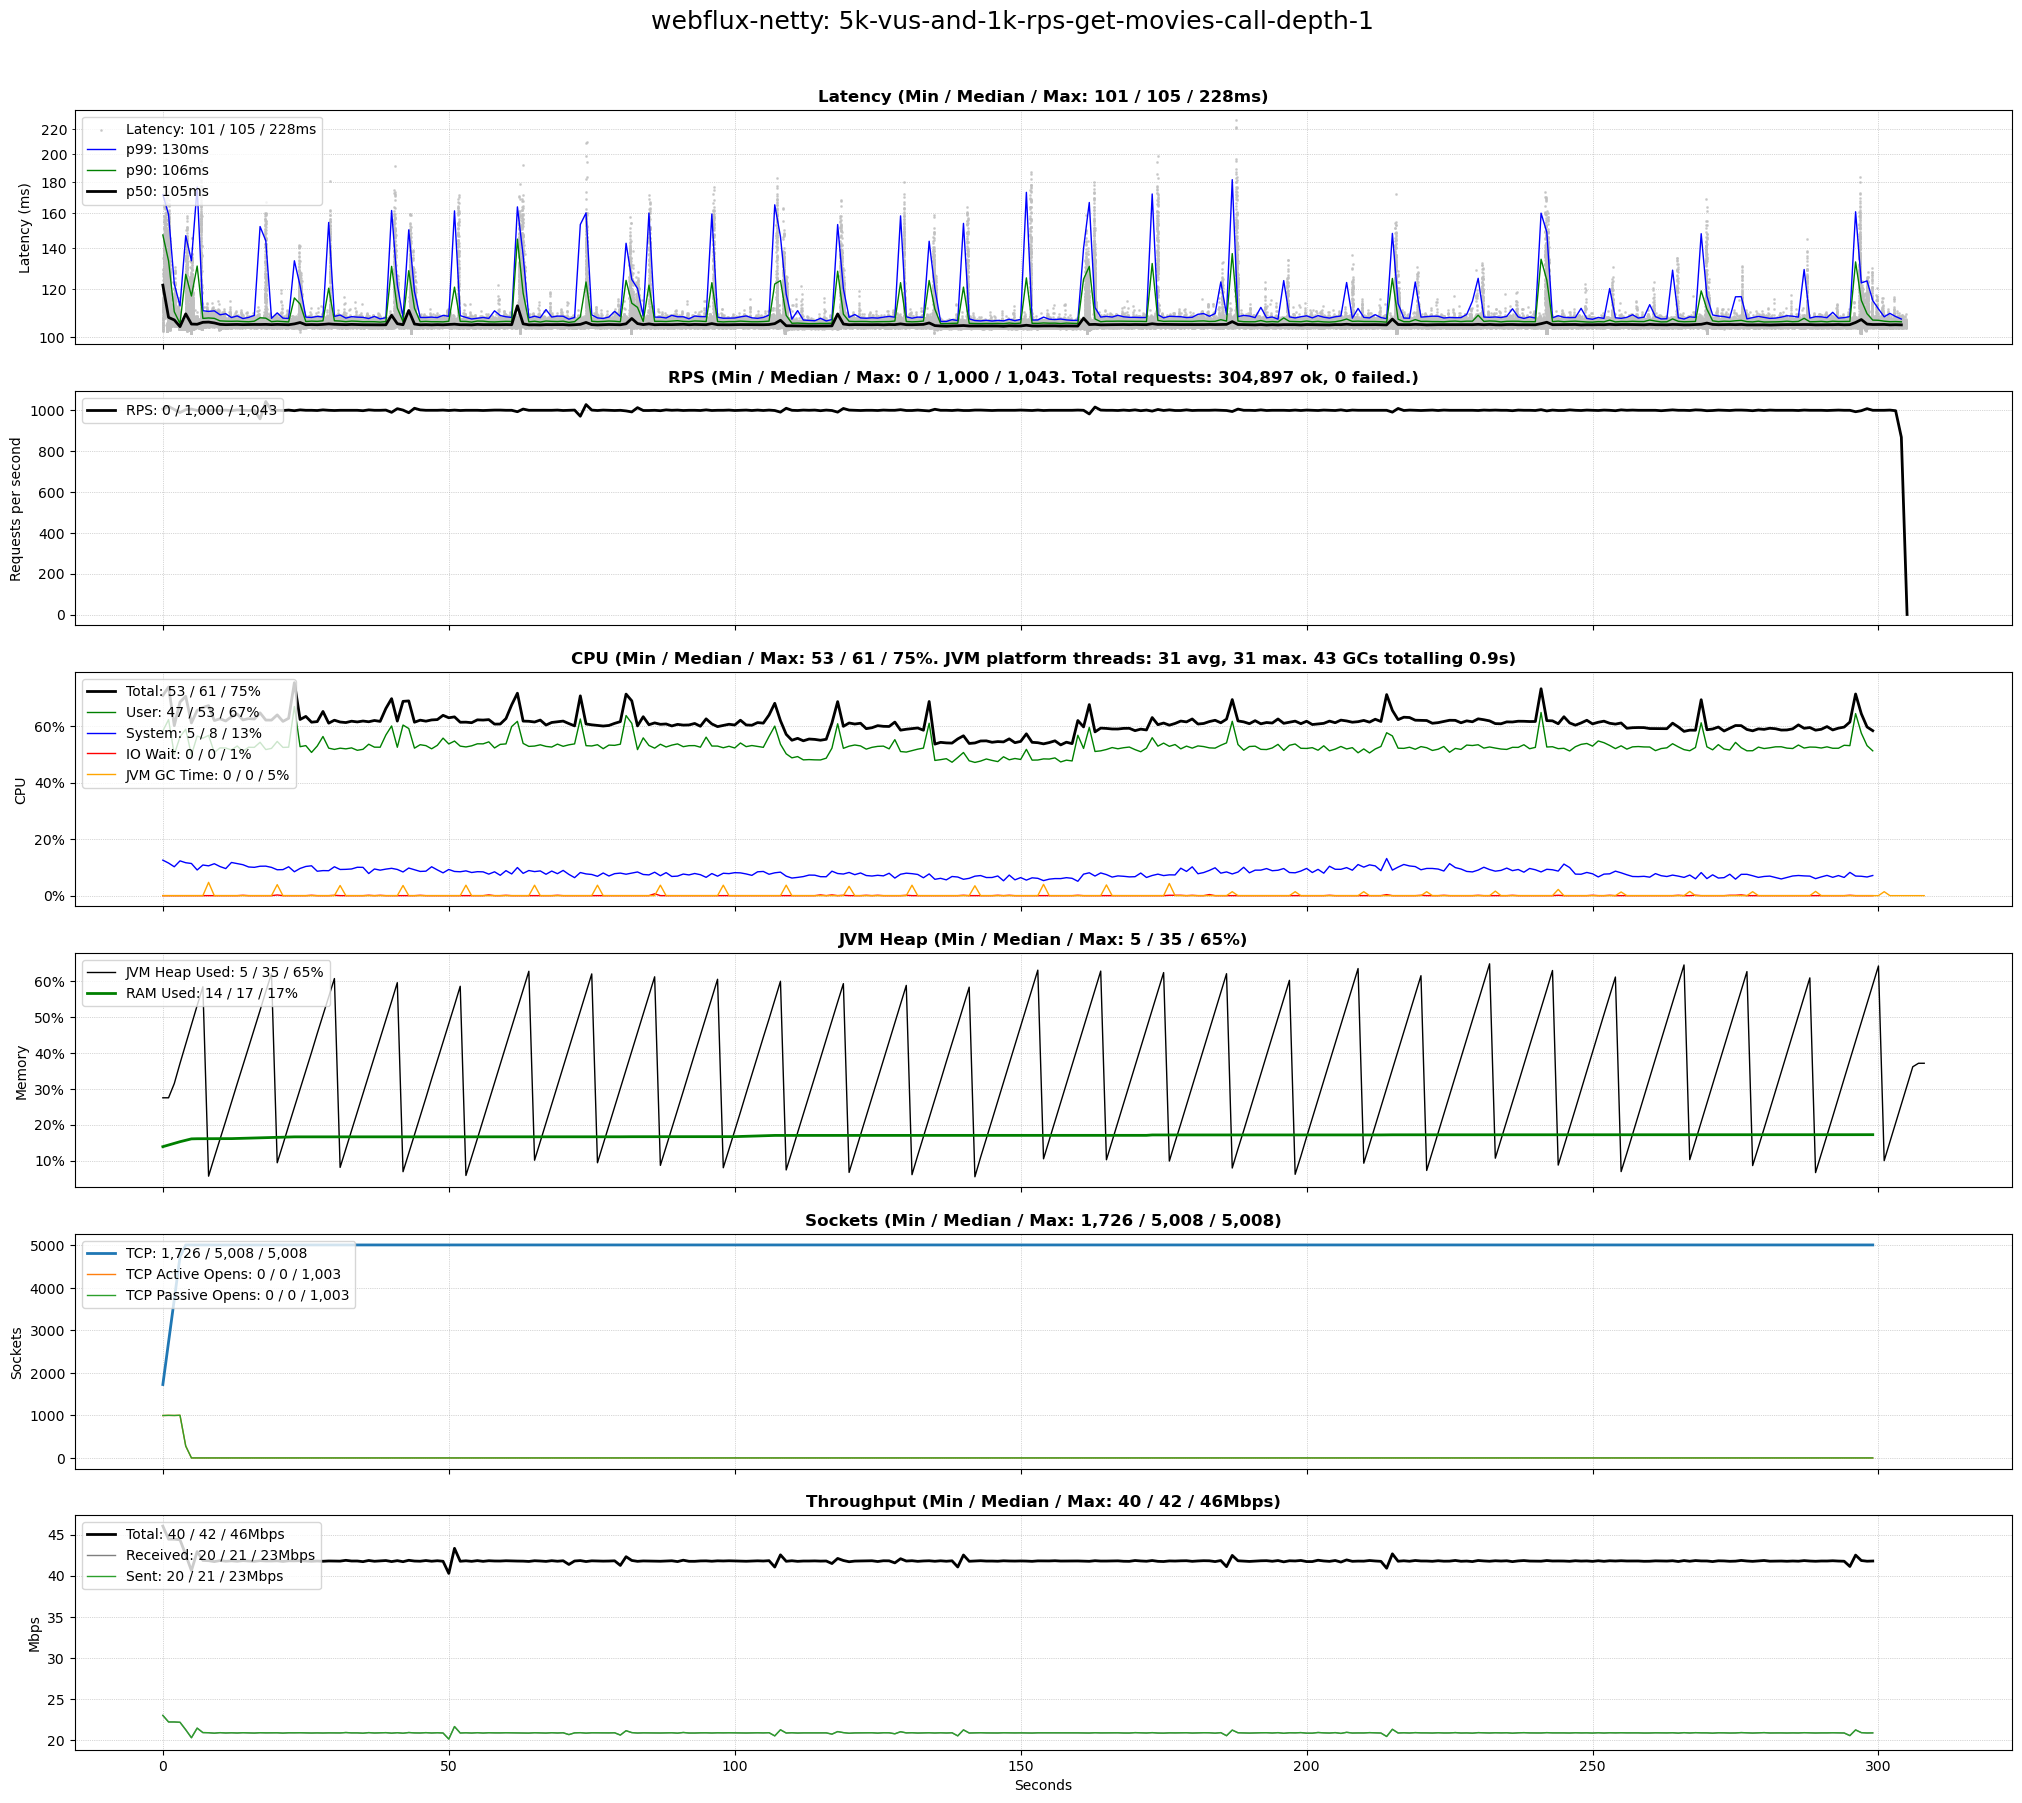 webflux-netty: 5k-vus-and-1k-rps-get-movies-call-depth-1
Latency (Min / Median / Max: 101 / 105 / 228ms)
Latency: 101 / 105 / 228ms
p99: 130ms
p90: 106ms
p50: 105ms
220
200
180
160
140
120
100
Latency (ms)
RPS (Min / Median / Max: 0 / 1,000 / 1,043. Total requests: 304,897 ok, 0 failed.)
RPS: 0 / 1,000 / 1,043
1000
800
600
400
200
0
Requests per second
CPU (Min / Median / Max: 53 / 61 / 75%. JVM platform threads: 31 avg, 31 max. 43 GCs totalling 0.9s)
Total: 53 / 61 / 75%
User: 47 / 53 / 67%
System: 5 / 8 / 13%
IO Wait: 0 / 0 / 1%
JVM GC Time: 0 / 0 / 5%
60%
40%
20%
0%
CPU
JVM Heap (Min / Median / Max: 5 / 35 / 65%)
JVM Heap Used: 5 / 35 / 65%
RAM Used: 14 / 17 / 17%
60%
50%
40%
30%
20%
10%
Memory
Sockets (Min / Median / Max: 1,726 / 5,008 / 5,008)
TCP: 1,726 / 5,008 / 5,008
TCP Active Opens: 0 / 0 / 1,003
TCP Passive Opens: 0 / 0 / 1,003
5000
4000
3000
2000
1000
0
Sockets
Throughput (Min / Median / Max: 40 / 42 / 46Mbps)
Total: 40 / 42 / 46Mbps
Received: 20 / 21 / 23Mbps
Sent: 20 / 21 / 23Mbps
45
40
35
30
25
20
Mbps
0 50 100 150 200 250 300
Seconds